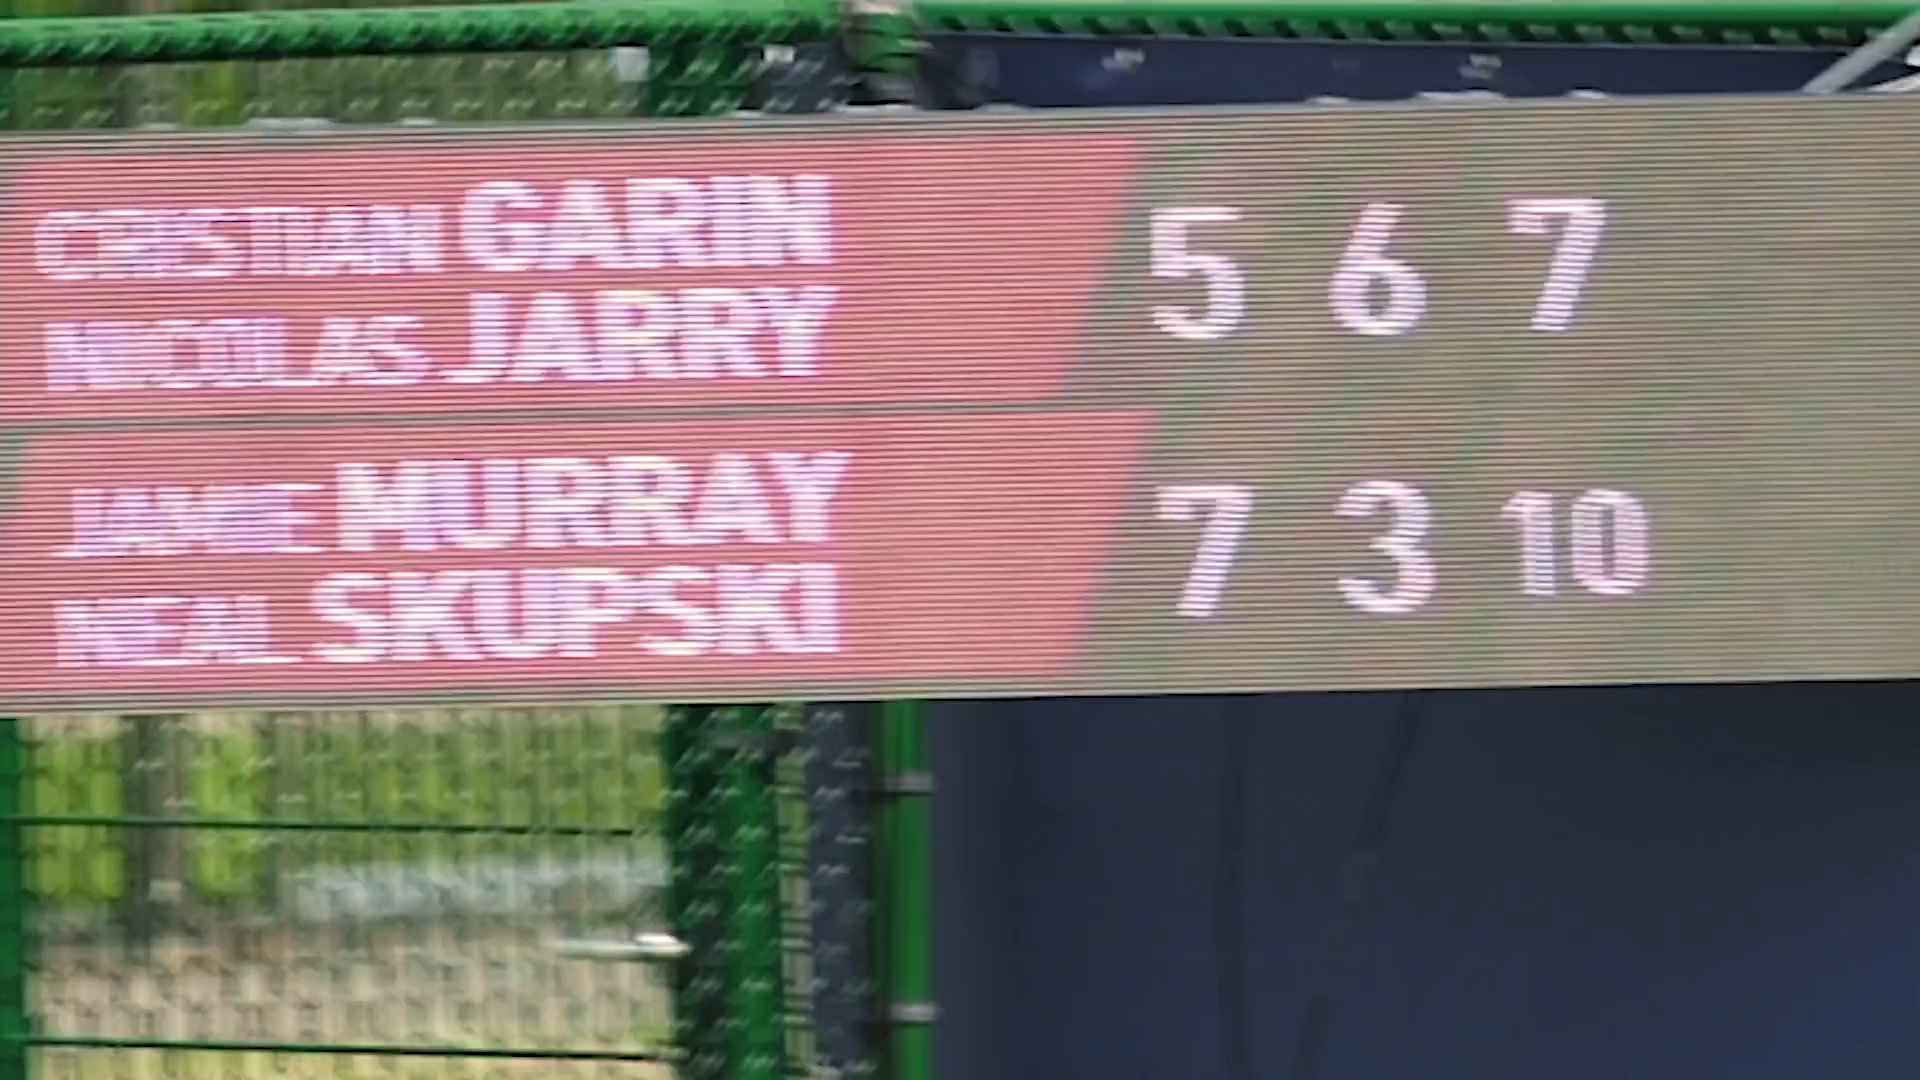 CRISTIAN GARIN 5 6 7
NICOLAS JARRY
JAMIE MURRAY 7 3 10
NEAL SKUPSKI